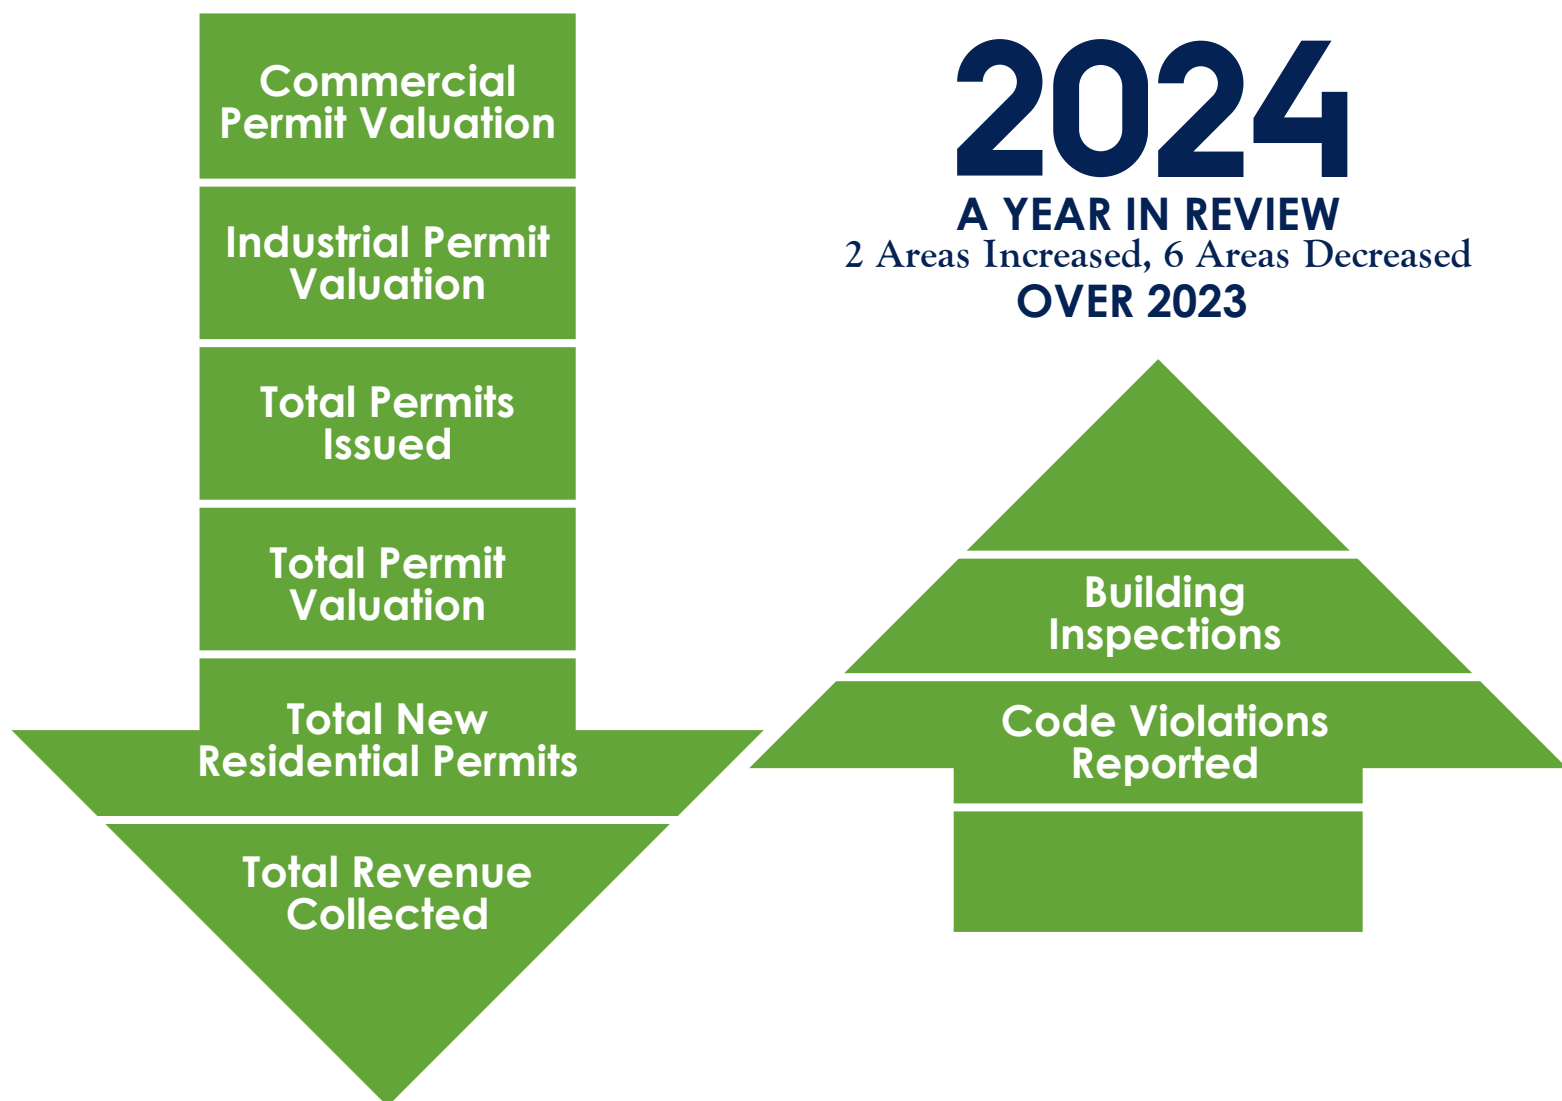 Commercial
Permit Valuation
Industrial Permit
Valuation
Total Permits
Issued
Total Permit
Valuation
Total New
Residential Permits
Total Revenue
Collected
2024
A YEAR IN REVIEW
2 Areas Increased, 6 Areas Decreased
OVER 2023
Building
Inspections
Code Violations
Reported